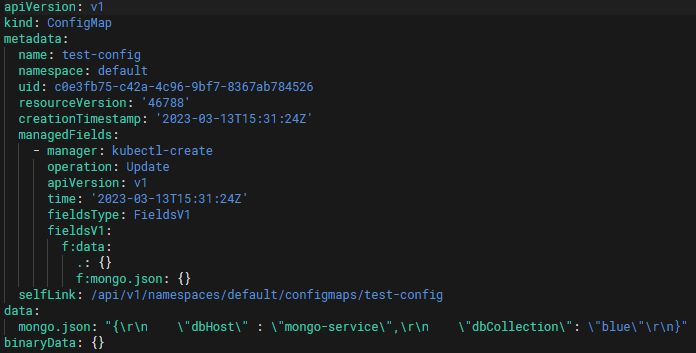 apiVersion: v1
kind: ConfigMap
metadata:
  name: test-config
  namespace: default
  uid: c0e3fb75-c42a-4c96-9bf7-8367ab784526
  resourceVersion: '46788'
  creationTimestamp: '2023-03-13T15:31:24Z'
  managedFields:
    - manager: kubectl-create
      operation: Update
      apiVersion: v1
      time: '2023-03-13T15:31:24Z'
      fieldsType: FieldsV1
      fieldsV1:
        f:data:
          .: {}
          f:mongo.json: {}
  selfLink: /api/v1/namespaces/default/configmaps/test-config
data:
  mongo.json: "{\r\n    \"dbHost\" : \"mongo-service\",\r\n    \"dbCollection\": \"blue\"\r\n}"
binaryData: {}